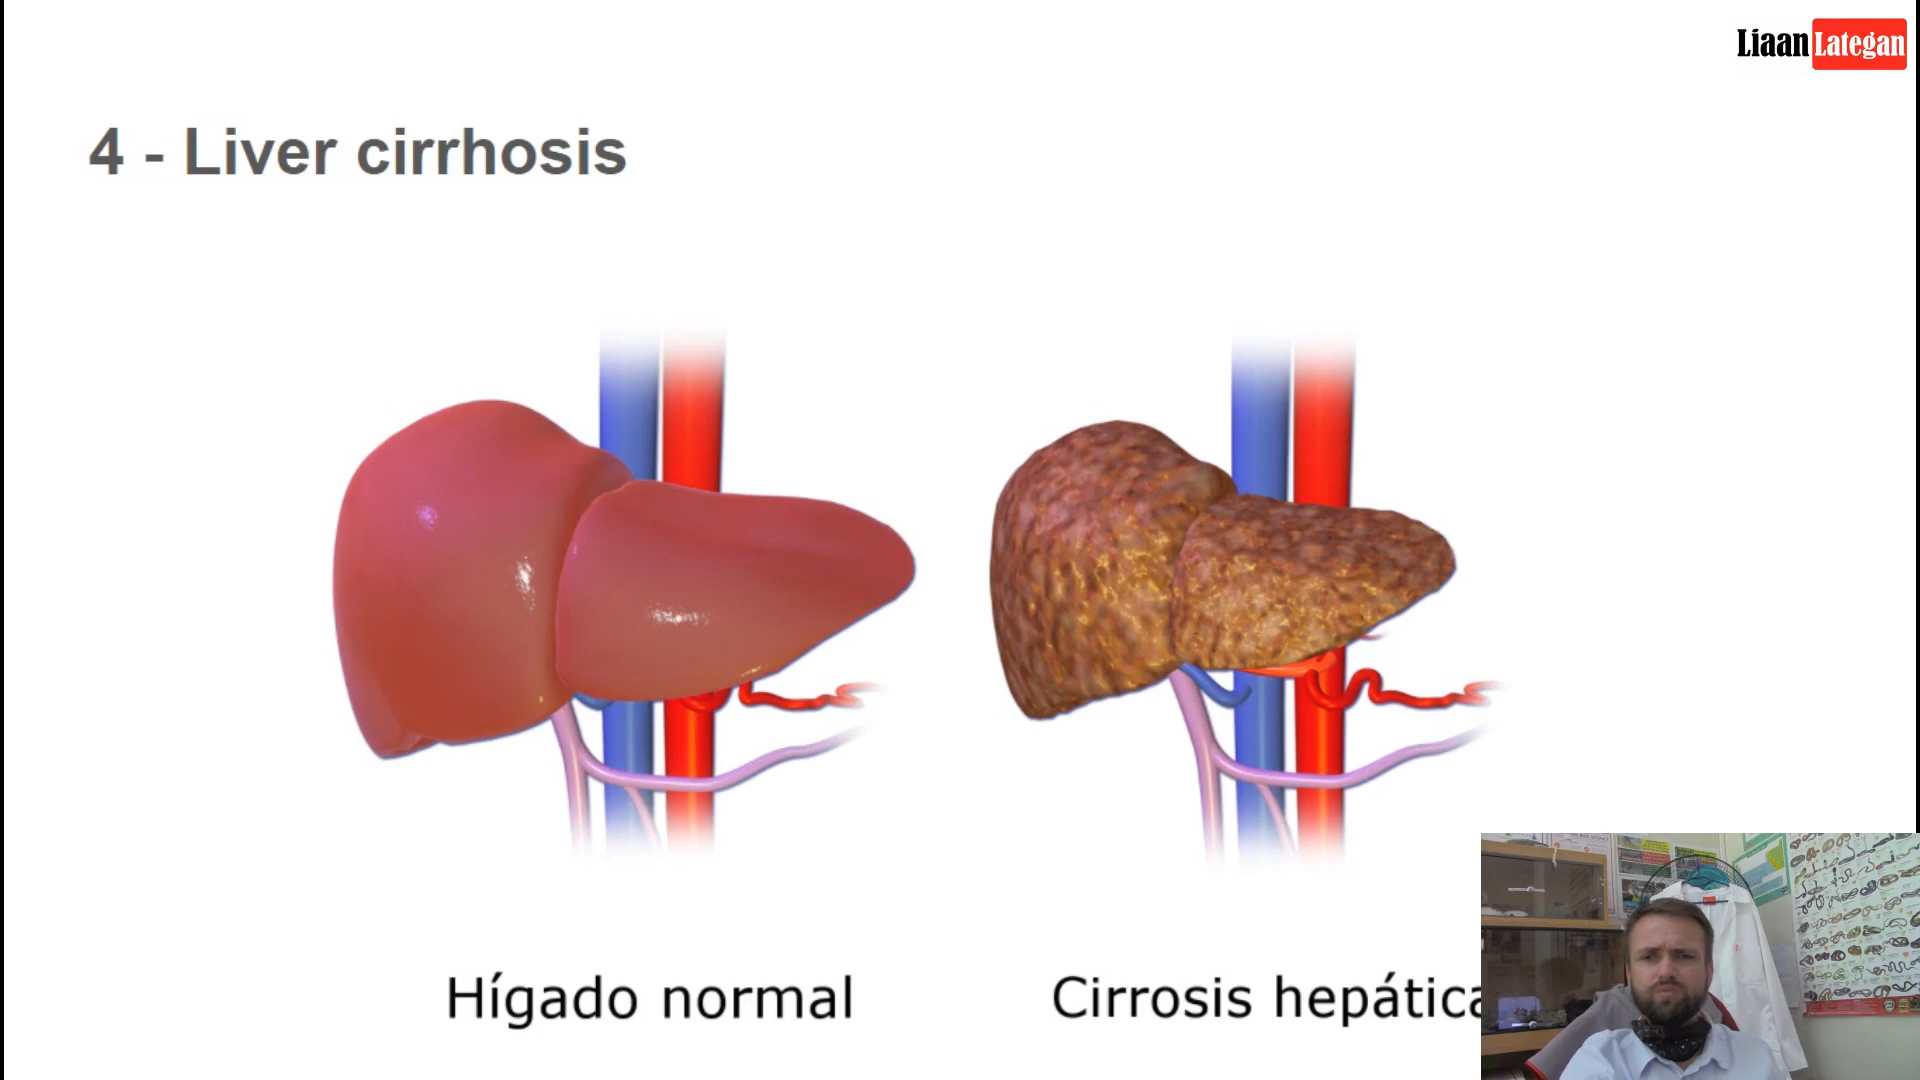 Liaan Lategan
4 - Liver cirrhosis
Hígado normal
Cirrosis hepática